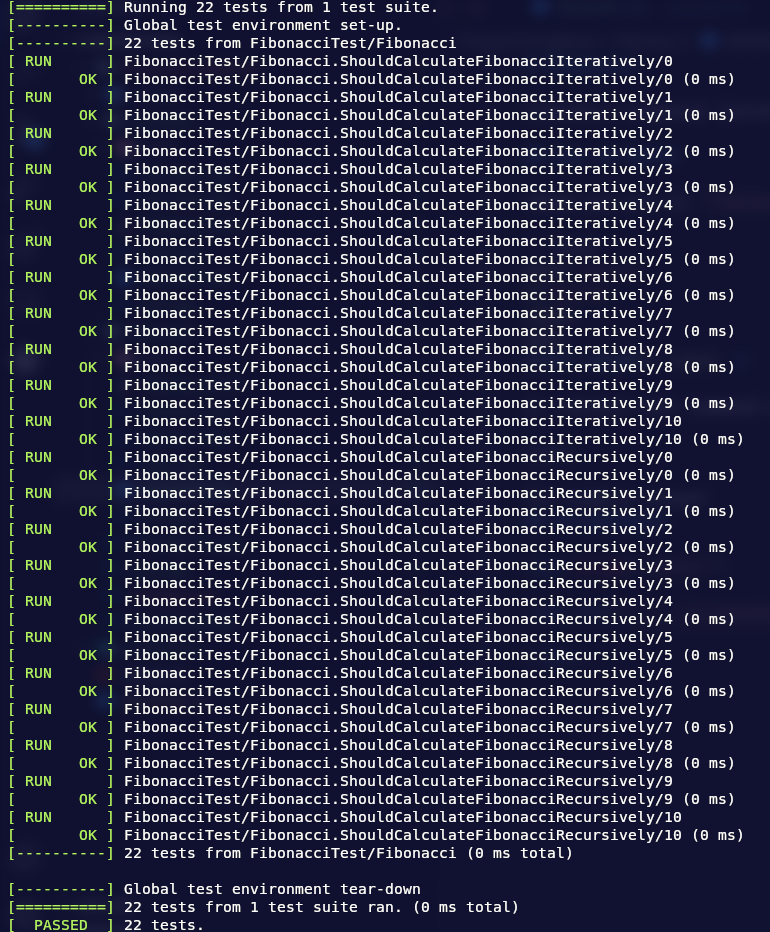 [==========] Running 22 tests from 1 test suite.
[----------] Global test environment set-up.
[----------] 22 tests from FibonacciTest/Fibonacci
[ RUN      ] FibonacciTest/Fibonacci.ShouldCalculateFibonacciIteratively/0
[       OK ] FibonacciTest/Fibonacci.ShouldCalculateFibonacciIteratively/0 (0 ms)
[ RUN      ] FibonacciTest/Fibonacci.ShouldCalculateFibonacciIteratively/1
[       OK ] FibonacciTest/Fibonacci.ShouldCalculateFibonacciIteratively/1 (0 ms)
[ RUN      ] FibonacciTest/Fibonacci.ShouldCalculateFibonacciIteratively/2
[       OK ] FibonacciTest/Fibonacci.ShouldCalculateFibonacciIteratively/2 (0 ms)
[ RUN      ] FibonacciTest/Fibonacci.ShouldCalculateFibonacciIteratively/3
[       OK ] FibonacciTest/Fibonacci.ShouldCalculateFibonacciIteratively/3 (0 ms)
[ RUN      ] FibonacciTest/Fibonacci.ShouldCalculateFibonacciIteratively/4
[       OK ] FibonacciTest/Fibonacci.ShouldCalculateFibonacciIteratively/4 (0 ms)
[ RUN      ] FibonacciTest/Fibonacci.ShouldCalculateFibonacciIteratively/5
[       OK ] FibonacciTest/Fibonacci.ShouldCalculateFibonacciIteratively/5 (0 ms)
[ RUN      ] FibonacciTest/Fibonacci.ShouldCalculateFibonacciIteratively/6
[       OK ] FibonacciTest/Fibonacci.ShouldCalculateFibonacciIteratively/6 (0 ms)
[ RUN      ] FibonacciTest/Fibonacci.ShouldCalculateFibonacciIteratively/7
[       OK ] FibonacciTest/Fibonacci.ShouldCalculateFibonacciIteratively/7 (0 ms)
[ RUN      ] FibonacciTest/Fibonacci.ShouldCalculateFibonacciIteratively/8
[       OK ] FibonacciTest/Fibonacci.ShouldCalculateFibonacciIteratively/8 (0 ms)
[ RUN      ] FibonacciTest/Fibonacci.ShouldCalculateFibonacciIteratively/9
[       OK ] FibonacciTest/Fibonacci.ShouldCalculateFibonacciIteratively/9 (0 ms)
[ RUN      ] FibonacciTest/Fibonacci.ShouldCalculateFibonacciIteratively/10
[       OK ] FibonacciTest/Fibonacci.ShouldCalculateFibonacciIteratively/10 (0 ms)
[ RUN      ] FibonacciTest/Fibonacci.ShouldCalculateFibonacciRecursively/0
[       OK ] FibonacciTest/Fibonacci.ShouldCalculateFibonacciRecursively/0 (0 ms)
[ RUN      ] FibonacciTest/Fibonacci.ShouldCalculateFibonacciRecursively/1
[       OK ] FibonacciTest/Fibonacci.ShouldCalculateFibonacciRecursively/1 (0 ms)
[ RUN      ] FibonacciTest/Fibonacci.ShouldCalculateFibonacciRecursively/2
[       OK ] FibonacciTest/Fibonacci.ShouldCalculateFibonacciRecursively/2 (0 ms)
[ RUN      ] FibonacciTest/Fibonacci.ShouldCalculateFibonacciRecursively/3
[       OK ] FibonacciTest/Fibonacci.ShouldCalculateFibonacciRecursively/3 (0 ms)
[ RUN      ] FibonacciTest/Fibonacci.ShouldCalculateFibonacciRecursively/4
[       OK ] FibonacciTest/Fibonacci.ShouldCalculateFibonacciRecursively/4 (0 ms)
[ RUN      ] FibonacciTest/Fibonacci.ShouldCalculateFibonacciRecursively/5
[       OK ] FibonacciTest/Fibonacci.ShouldCalculateFibonacciRecursively/5 (0 ms)
[ RUN      ] FibonacciTest/Fibonacci.ShouldCalculateFibonacciRecursively/6
[       OK ] FibonacciTest/Fibonacci.ShouldCalculateFibonacciRecursively/6 (0 ms)
[ RUN      ] FibonacciTest/Fibonacci.ShouldCalculateFibonacciRecursively/7
[       OK ] FibonacciTest/Fibonacci.ShouldCalculateFibonacciRecursively/7 (0 ms)
[ RUN      ] FibonacciTest/Fibonacci.ShouldCalculateFibonacciRecursively/8
[       OK ] FibonacciTest/Fibonacci.ShouldCalculateFibonacciRecursively/8 (0 ms)
[ RUN      ] FibonacciTest/Fibonacci.ShouldCalculateFibonacciRecursively/9
[       OK ] FibonacciTest/Fibonacci.ShouldCalculateFibonacciRecursively/9 (0 ms)
[ RUN      ] FibonacciTest/Fibonacci.ShouldCalculateFibonacciRecursively/10
[       OK ] FibonacciTest/Fibonacci.ShouldCalculateFibonacciRecursively/10 (0 ms)
[----------] 22 tests from FibonacciTest/Fibonacci (0 ms total)

[----------] Global test environment tear-down
[==========] 22 tests from 1 test suite ran. (0 ms total)
[  PASSED  ] 22 tests.